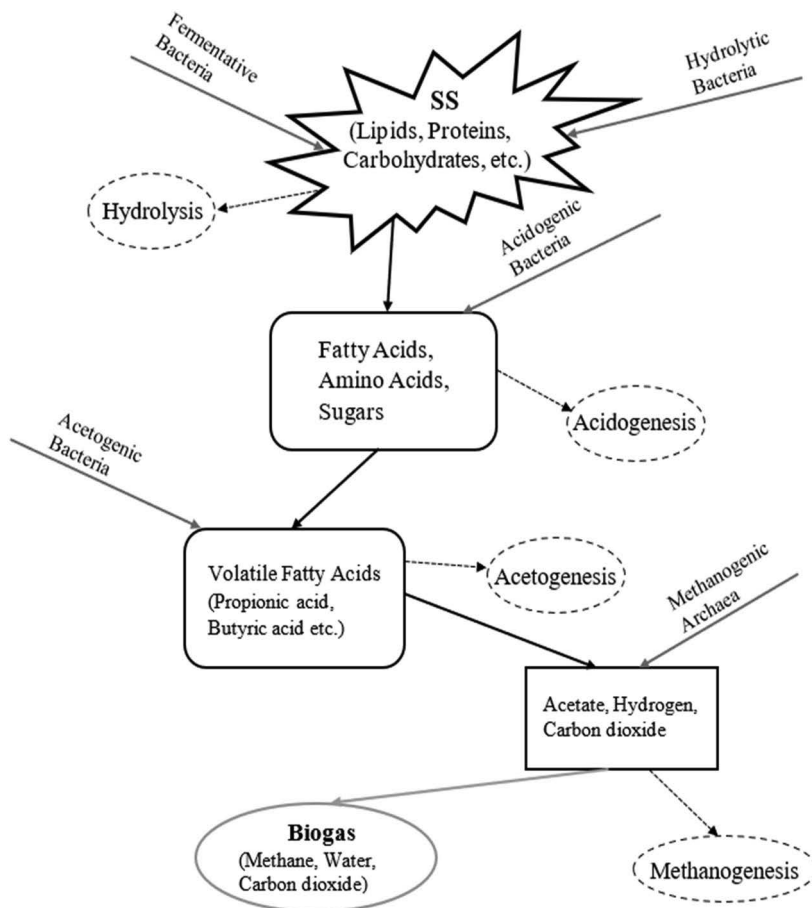 Fermentative
Bacteria
Hydrolytic
Bacteria
SS
(Lipids, Proteins,
Carbohydrates, etc.)
Hydrolysis
Acidogenic
Bacteria
Fatty Acids,
Amino Acids,
Sugars
Acidogenesis
Acetogenic
Bacteria
Volatile Fatty Acids
(Propionic acid,
Butyric acid etc.)
Acetogenesis
Methanogenic
Archaea
Acetate, Hydrogen,
Carbon dioxide
Biogas
(Methane, Water,
Carbon dioxide)
Methanogenesis